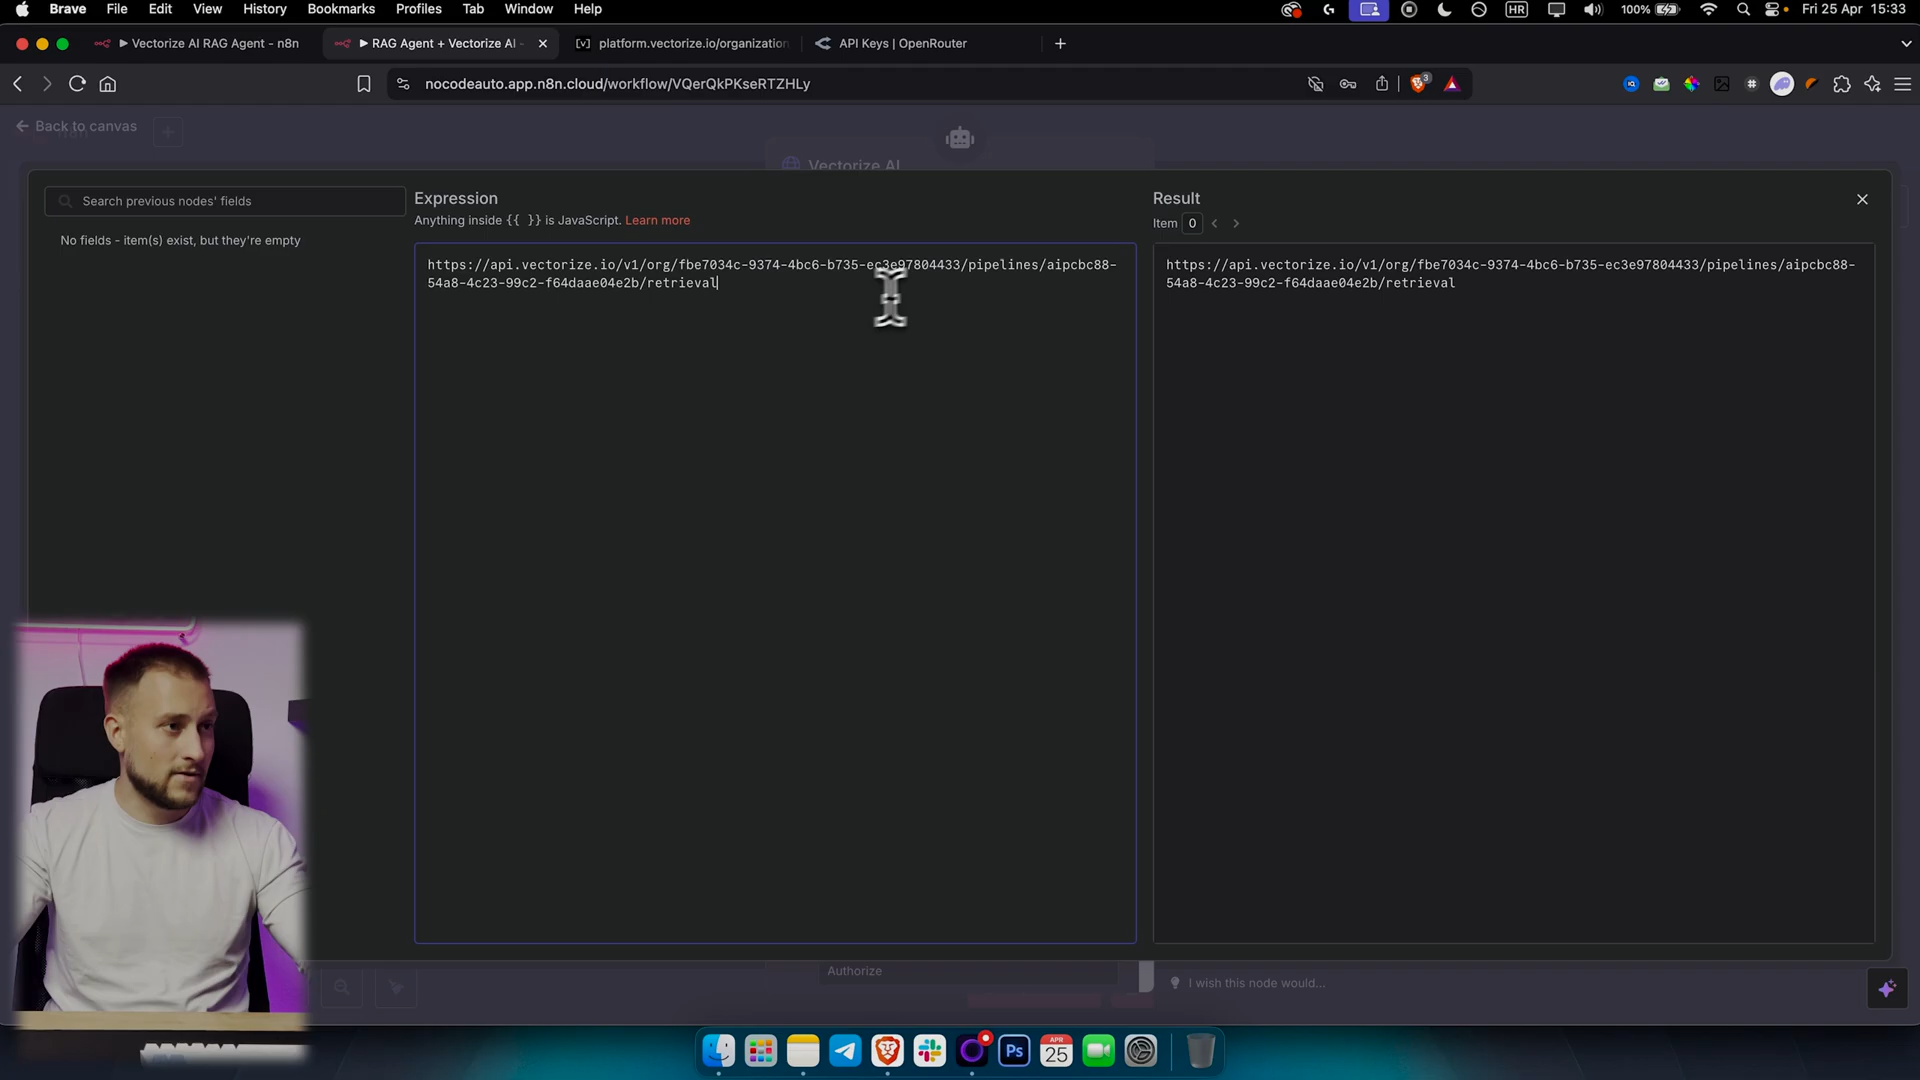 Brave File Edit View History Bookmarks Profiles Tab Window Help
HR 100% Fri 25 Apr 15:33
Vectorize AI RAG Agent - n8n
RAG Agent + Vectorize AI -
[v] platform.vectorize.io/organization
API Keys | OpenRouter
nocodeauto.app.n8n.cloud/workflow/VQerQkPKseRTZHLy
3
Back to canvas
Vectorize AI
Search previous nodes' fields
No fields - item(s) exist, but they're empty
Expression
Anything inside {{ }} is JavaScript. Learn more
https://api.vectorize.io/v1/org/fbe7034c-9374-4bc6-b735-ec3e97804433/pipelines/aipcbc88-
54a8-4c23-99c2-f64daae04e2b/retrieval
Result
Item 0
https://api.vectorize.io/v1/org/fbe7034c-9374-4bc6-b735-ec3e97804433/pipelines/aipcbc88-
54a8-4c23-99c2-f64daae04e2b/retrieval
Authorize
I wish this node would...
Ps
APR
25